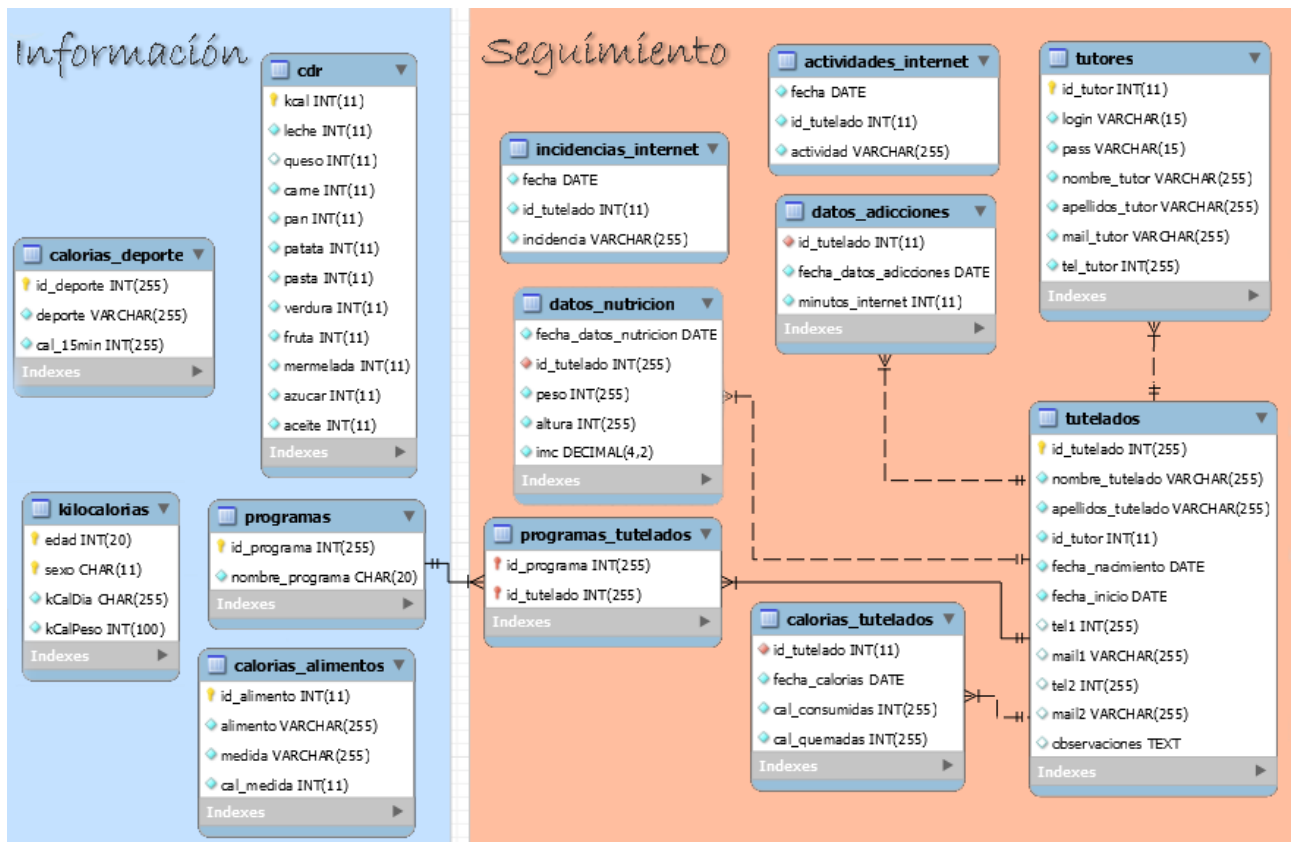 Información
cdr
kcal INT(11)
leche INT(11)
queso INT(11)
carne INT(11)
pan INT(11)
patata INT(11)
pasta INT(11)
verdura INT(11)
fruta INT(11)
mermelada INT(11)
azucar INT(11)
aceite INT(11)
Indexes
calorias_deporte
id_deporte INT(255)
deporte VARCHAR(255)
cal_15min INT(255)
Indexes
kilocalorias
edad INT(20)
sexo CHAR(11)
kCalDia CHAR(255)
kCalPeso INT(100)
Indexes
programas
id_programa INT(255)
nombre_programa CHAR(20)
Indexes
calorias_alimentos
id_alimento INT(11)
alimento VARCHAR(255)
medida VARCHAR(255)
cal_medida INT(11)
Indexes
Seguimiento
incidencias_internet
fecha DATE
id_tutelado INT(11)
incidencia VARCHAR(255)
actividades_internet
fecha DATE
id_tutelado INT(11)
actividad VARCHAR(255)
tutores
id_tutor INT(11)
login VARCHAR(15)
pass VARCHAR(15)
nombre_tutor VARCHAR(255)
apellidos_tutor VARCHAR(255)
mail_tutor VARCHAR(255)
tel_tutor INT(255)
Indexes
datos_adicciones
id_tutelado INT(11)
fecha_datos_adicciones DATE
minutos_internet INT(11)
Indexes
datos_nutricion
fecha_datos_nutricion DATE
id_tutelado INT(255)
peso INT(255)
altura INT(255)
imc DECIMAL(4,2)
Indexes
programas_tutelados
id_programa INT(255)
id_tutelado INT(255)
Indexes
calorias_tutelados
id_tutelado INT(11)
fecha_calorias DATE
cal_consumidas INT(255)
cal_quemadas INT(255)
Indexes
tutelados
id_tutelado INT(255)
nombre_tutelado VARCHAR(255)
apellidos_tutelado VARCHAR(255)
id_tutor INT(11)
fecha_nacimiento DATE
fecha_inicio DATE
tel1 INT(255)
mail1 VARCHAR(255)
tel2 INT(255)
mail2 VARCHAR(255)
observaciones TEXT
Indexes